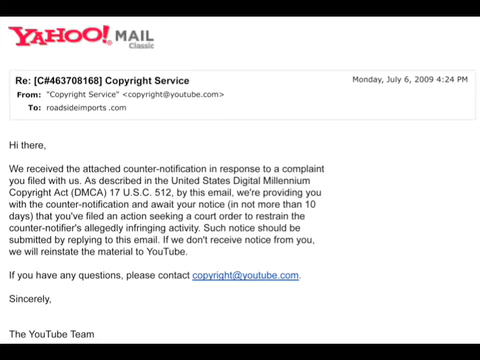 YAHOO! MAIL
Classic
Re: [C#463708168] Copyright Service
Monday, July 6, 2009 4:24 PM
From: "Copyright Service" <copyright@youtube.com>
To: roadsideimports .com
Hi there,
We received the attached counter-notification in response to a complaint
you filed with us. As described in the United States Digital Millennium
Copyright Act (DMCA) 17 U.S.C. 512, by this email, we're providing you
with the counter-notification and await your notice (in not more than 10
days) that you've filed an action seeking a court order to restrain the
counter-notifier's allegedly infringing activity. Such notice should be
submitted by replying to this email. If we don't receive notice from you,
we will reinstate the material to YouTube.
If you have any questions, please contact copyright@youtube.com.
Sincerely,
The YouTube Team